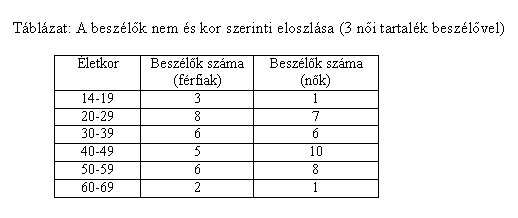 Táblázat: A beszélők nem és kor szerinti eloszlása (3 női tartalék beszélővel)
Életkor Beszélők száma (férfiak) Beszélők száma (nők)
14-19 3 1
20-29 8 7
30-39 6 6
40-49 5 10
50-59 6 8
60-69 2 1